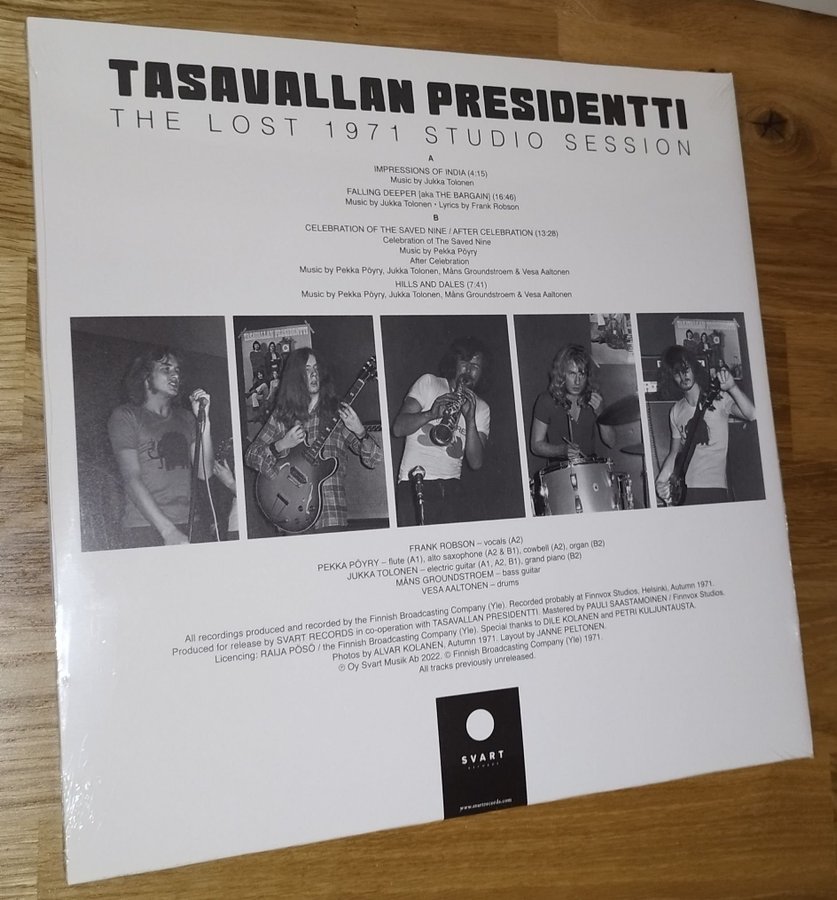 TASAVALLAN PRESIDENTTI
THE LOST 1971 STUDIO SESSION
A
IMPRESSIONS OF INDIA (4:15)
Music by Jukka Tolonen
FALLING DEEPER [aka THE BARGAIN] (16:46)
Music by Jukka Tolonen • Lyrics by Frank Robson
B
CELEBRATION OF THE SAVED NINE / AFTER CELEBRATION (13:28)
Celebration of The Saved Nine
Music by Pekka Pöyry
After Celebration
Music by Pekka Pöyry, Jukka Tolonen, Måns Groundstroem & Vesa Aaltonen
HILLS AND DALES (7:41)
Music by Pekka Pöyry, Jukka Tolonen, Måns Groundstroem & Vesa Aaltonen
TASAVALLAN PRESIDENTTI
TASAVALLAN PRESIDENTTI
FRANK ROBSON – vocals (A2)
PEKKA PÖYRY – flute (A1), alto saxophone (A2 & B1), cowbell (A2), organ (B2)
JUKKA TOLONEN – electric guitar (A1, A2, B1), grand piano (B2)
MÅNS GROUNDSTROEM – bass guitar
VESA AALTONEN – drums
All recordings produced and recorded by the Finnish Broadcasting Company (Yle). Recorded probably at Finnvox Studios, Helsinki, Autumn 1971.
Produced for release by SVART RECORDS in co-operation with TASAVALLAN PRESIDENTTI. Mastered by PAULI SAASTAMOINEN / Finnvox Studios.
Licencing: RAIJA PÖSÖ / the Finnish Broadcasting Company (Yle). Special thanks to DILE KOLANEN and PETRI KULJUNTAUSTA.
Photos by ALVAR KOLANEN, Autumn 1971. Layout by JANNE PELTONEN.
℗ Oy Svart Musik Ab 2022. © Finnish Broadcasting Company (Yle) 1971.
All tracks previously unreleased.
SVART
RECORDS
www.svartrecords.com